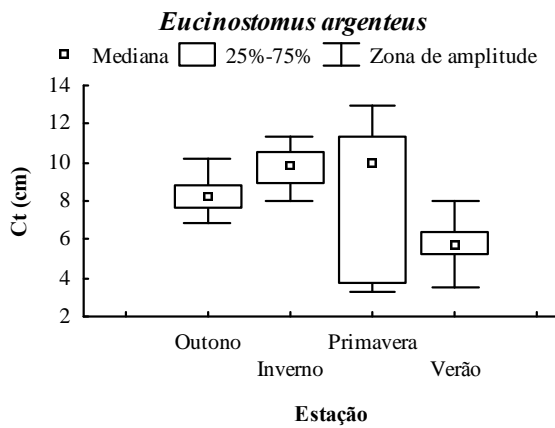 Eucinostomus argenteus
Mediana 25%-75% Zona de amplitude
14
12
10
8
6
4
2
Ct (cm)
Outono Primavera
Inverno Verão
Estação